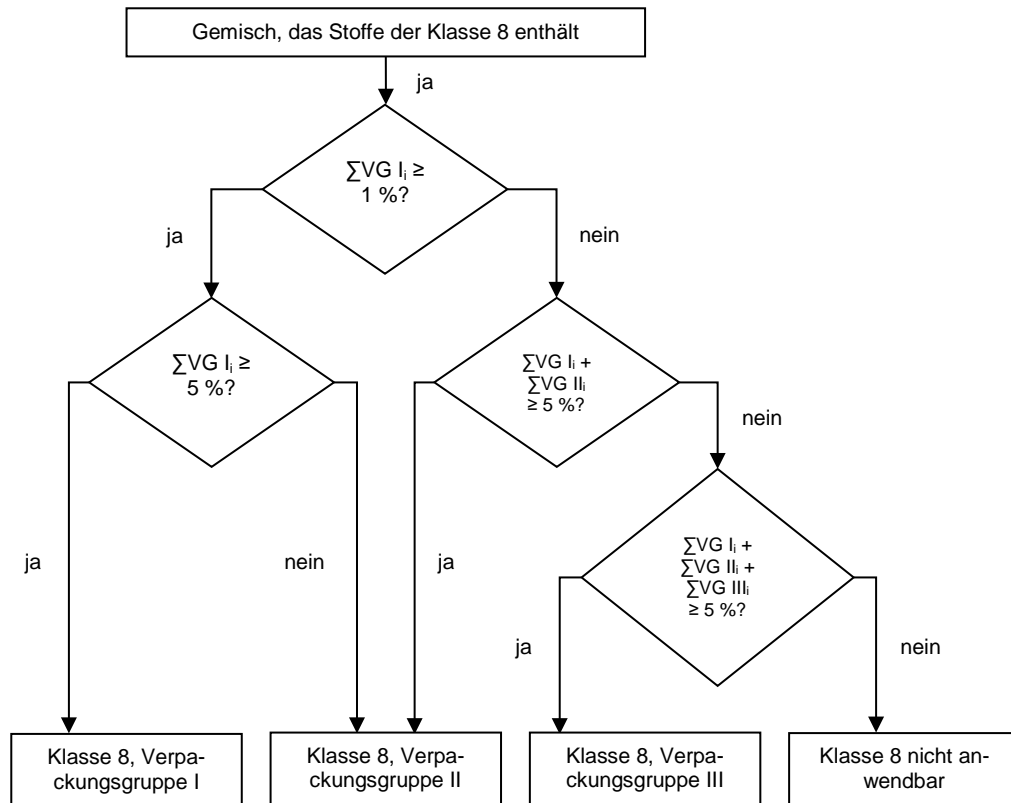 Gemisch, das Stoffe der Klasse 8 enthält
ja
∑VG Iᵢ ≥
1 %?
ja
nein
∑VG Iᵢ ≥
5 %?
∑VG Iᵢ +
∑VG IIᵢ
≥ 5 %?
nein
ja
nein
ja
∑VG Iᵢ +
∑VG IIᵢ +
∑VG IIIᵢ
≥ 5 %?
ja
nein
Klasse 8, Verpa-
ckungsgruppe I
Klasse 8, Verpa-
ckungsgruppe II
Klasse 8, Verpa-
ckungsgruppe III
Klasse 8 nicht an-
wendbar